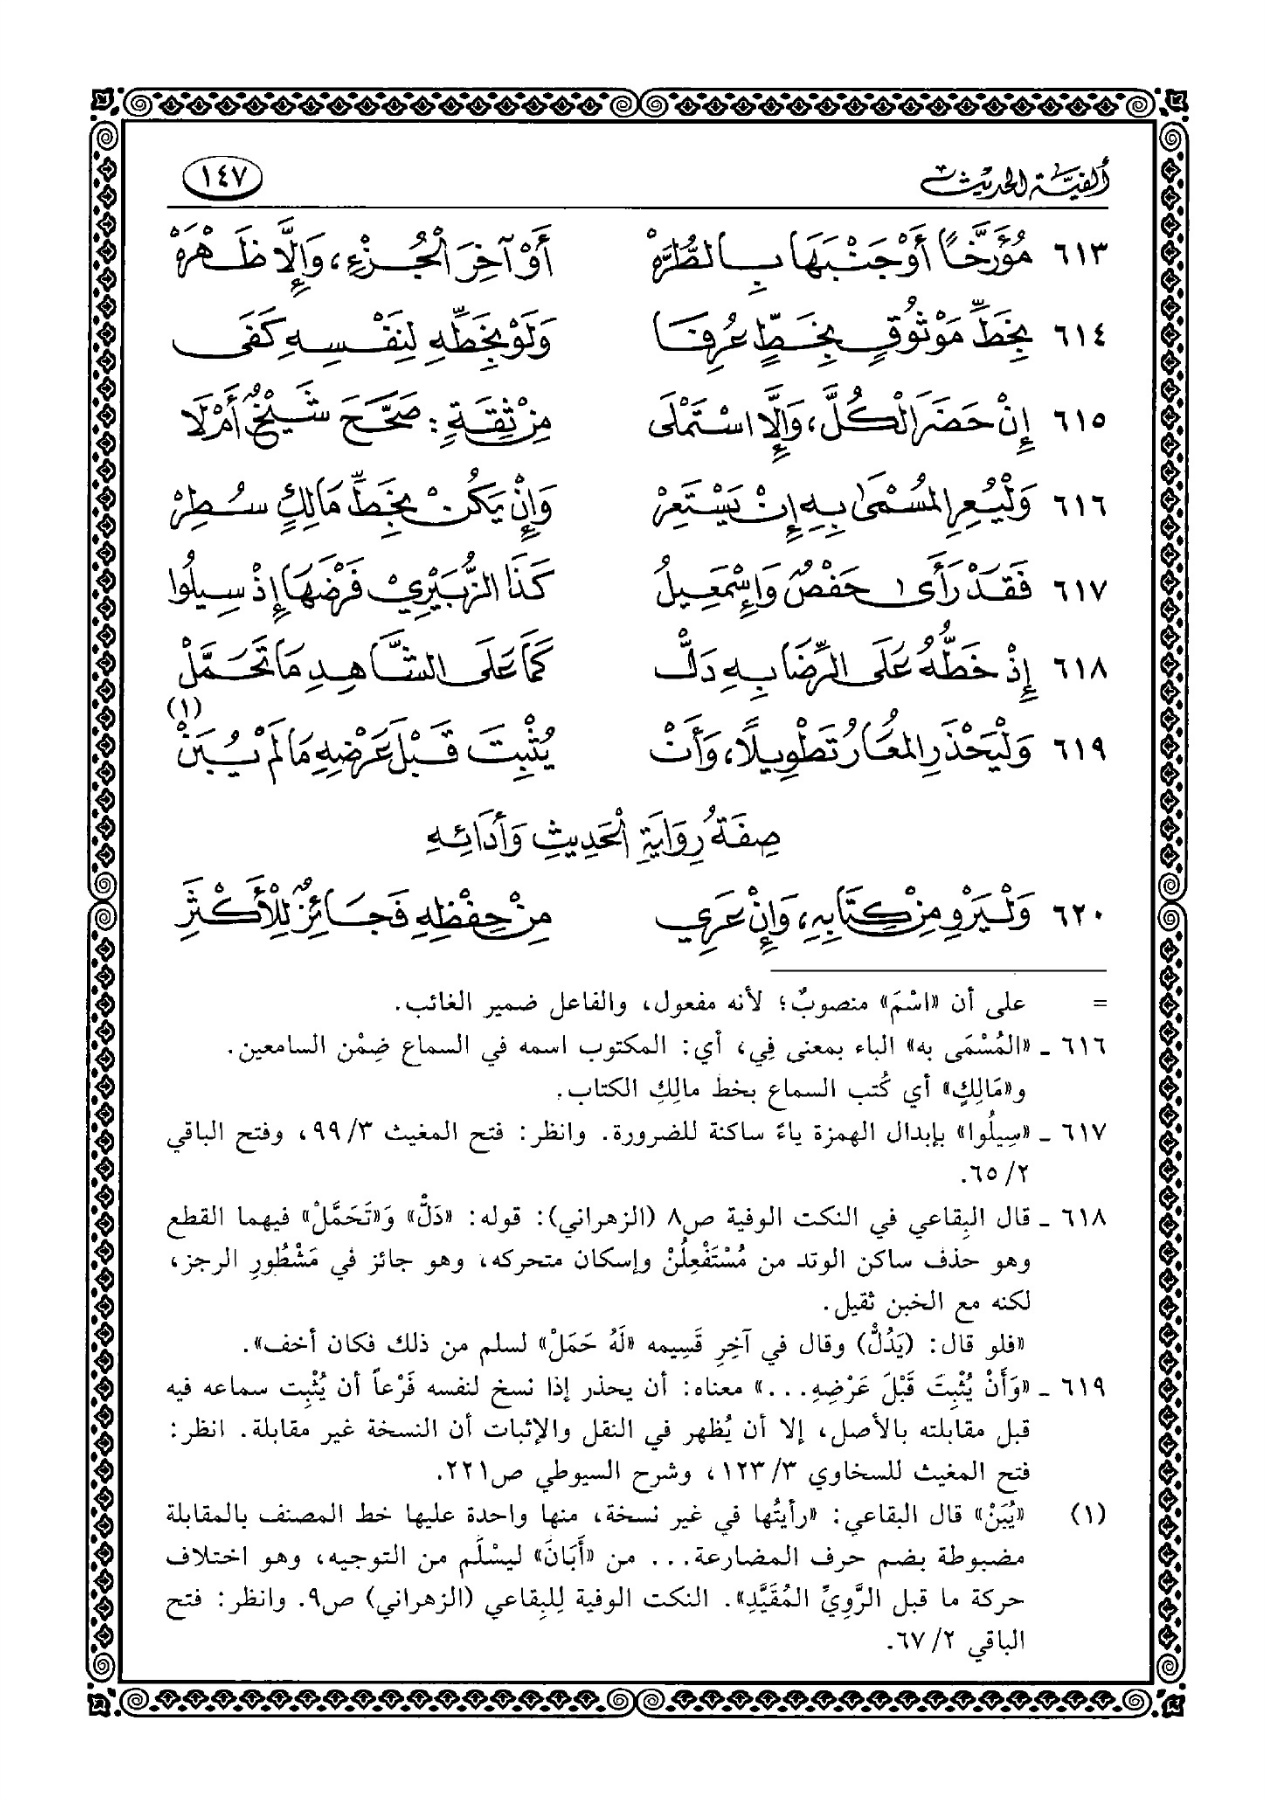 ألفية الحديث ١٤٧
٦١٣ مُؤَرَّخًا أَوْ جَنْبَهَا بِالطُّرَّهْ أَوْ آخِرَ الْجُزْءِ، وَإِلَّا ظَهْرَهْ
٦١٤ بِخَطِّ مَوْثُوقٍ بِخَطٍّ عُرِفَا وَلَوْ بِخَطِّهِ لِنَفْسِهِ كَفَى
٦١٥ إِنْ حَضَرَ الْكُلَّ، وَإِلَّا اسْتَمْلَى مِنْ ثِقَةٍ: صَحَّحَ شَيْخٌ أَمْ لَا
٦١٦ وَلْيُعِرِ الْمُسْمَى بِهِ إِنْ يَسْتَعِرْ وَإِنْ يَكُنْ بِخَطِّ مَالِكٍ سُطِرْ
٦١٧ فَقَدْ رَأَى حَفْصٌ وَإِسْمَعِيلُ كَذَا الزُّبَيْرِيْ فَرْضَهَا إِذْ سِيلُوا
٦١٨ إِذْ خَطُّهُ عَلَى الرِّضَا بِهِ دَلّْ كَمَا عَلَى الشَّاهِدِ مَا تَحَمَّلْ
٦١٩ وَلْيَحْذَرِ الْمُعَارُ تَطْوِيلًا، وَأَنْ يُثْبِتَ قَبْلَ عَرْضِهِ مَا لَمْ يُبَنْ (١)
صِفَةُ رِوَايَةِ الْحَدِيثِ وَأَدَائِهِ
٦٢٠ وَلْيَرْوِ مِنْ كِتَابِهِ، وَإِنْ عَرِي مِنْ حِفْظِهِ فَجَائِزٌ لِلْأَكْثَرِ
= على أن «اسْمَ» منصوبٌ؛ لأنه مفعول، والفاعل ضمير الغائب.
٦١٦ ـ «المُسْمَى به» الباء بمعنى فِي، أي: المكتوب اسمه في السماع ضِمْن السامعين.
و«مَالِكٍ» أي كُتب السماع بخط مالِكِ الكتاب.
٦١٧ ـ «سِيلُوا» بإبدال الهمزة ياءً ساكنة للضرورة. وانظر: فتح المغيث ٣/ ٩٩، وفتح الباقي
٢/ ٦٥.
٦١٨ ـ قال البِقاعي في النكت الوفية ص٨ (الزهراني): قوله: «دَلّْ» وَ«تَحَمَّلْ» فيهما القطع
وهو حذف ساكن الوتد من مُسْتَفْعِلُنْ وإسكان متحركه، وهو جائز في مَشْطُورِ الرجز،
لكنه مع الخبن ثقيل.
«فلو قال: (يَدُلّْ) وقال في آخِرِ قَسِيمه «لَهُ حَمَلْ» لسلم من ذلك فكان أخف».
٦١٩ ـ «وَأَنْ يُثْبِتَ قَبْلَ عَرْضِهِ...» معناه: أن يحذر إذا نسخ لنفسه فَرْعاً أن يُثْبِت سماعه فيه
قبل مقابلته بالأصل، إلا أن يُظهر في النقل والإثبات أن النسخة غير مقابلة. انظر:
فتح المغيث للسخاوي ٣/ ١٢٣، وشرح السيوطي ص٢٢١.
(١) «يُبَنْ» قال البقاعي: «رأيتُها في غير نسخة، منها واحدة عليها خط المصنف بالمقابلة
مضبوطة بضم حرف المضارعة... من «أَبَانَ» ليسْلَم من التوجيه، وهو اختلاف
حركة ما قبل الرَّوِيِّ المُقَيَّدِ». النكت الوفية لِلبِقاعي (الزهراني) ص٩. وانظر: فتح
الباقي ٢/ ٦٧.